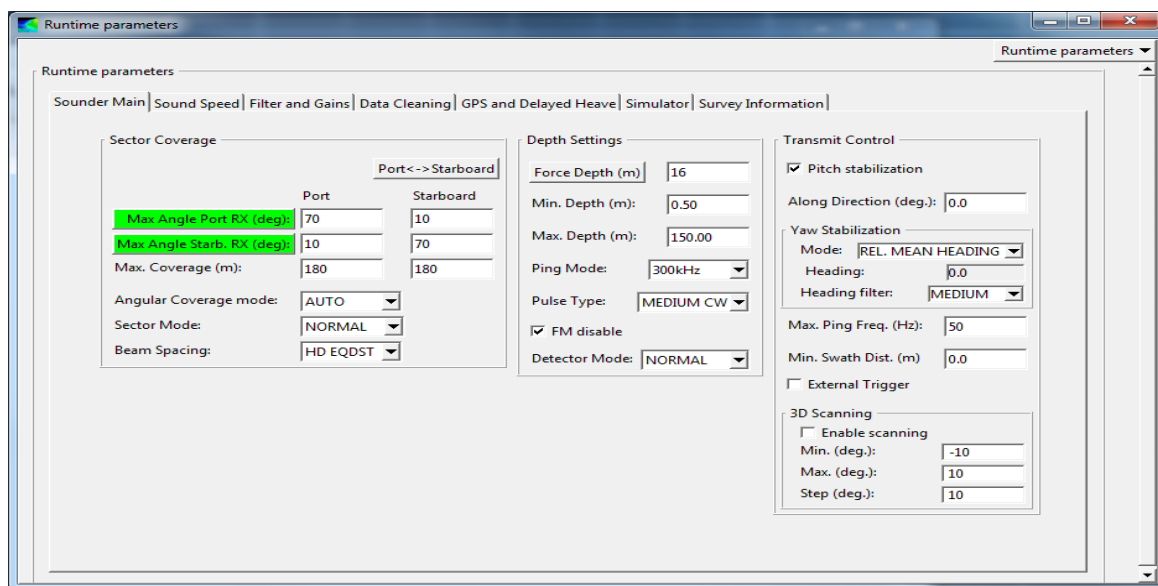 Runtime parameters
Runtime parameters
Runtime parameters
Sounder Main Sound Speed Filter and Gains Data Cleaning GPS and Delayed Heave Simulator Survey Information
Sector Coverage
Port<->Starboard
Port Starboard
Max Angle Port RX (deg): 70 10
Max Angle Starb. RX (deg): 10 70
Max. Coverage (m): 180 180
Angular Coverage mode: AUTO
Sector Mode: NORMAL
Beam Spacing: HD EQDST
Depth Settings
Force Depth (m) 16
Min. Depth (m): 0.50
Max. Depth (m): 150.00
Ping Mode: 300kHz
Pulse Type: MEDIUM CW
FM disable
Detector Mode: NORMAL
Transmit Control
Pitch stabilization
Along Direction (deg.): 0.0
Yaw Stabilization
Mode: REL. MEAN HEADING
Heading: 0.0
Heading filter: MEDIUM
Max. Ping Freq. (Hz): 50
Min. Swath Dist. (m) 0.0
External Trigger
3D Scanning
Enable scanning
Min. (deg.): -10
Max. (deg.): 10
Step (deg.): 10